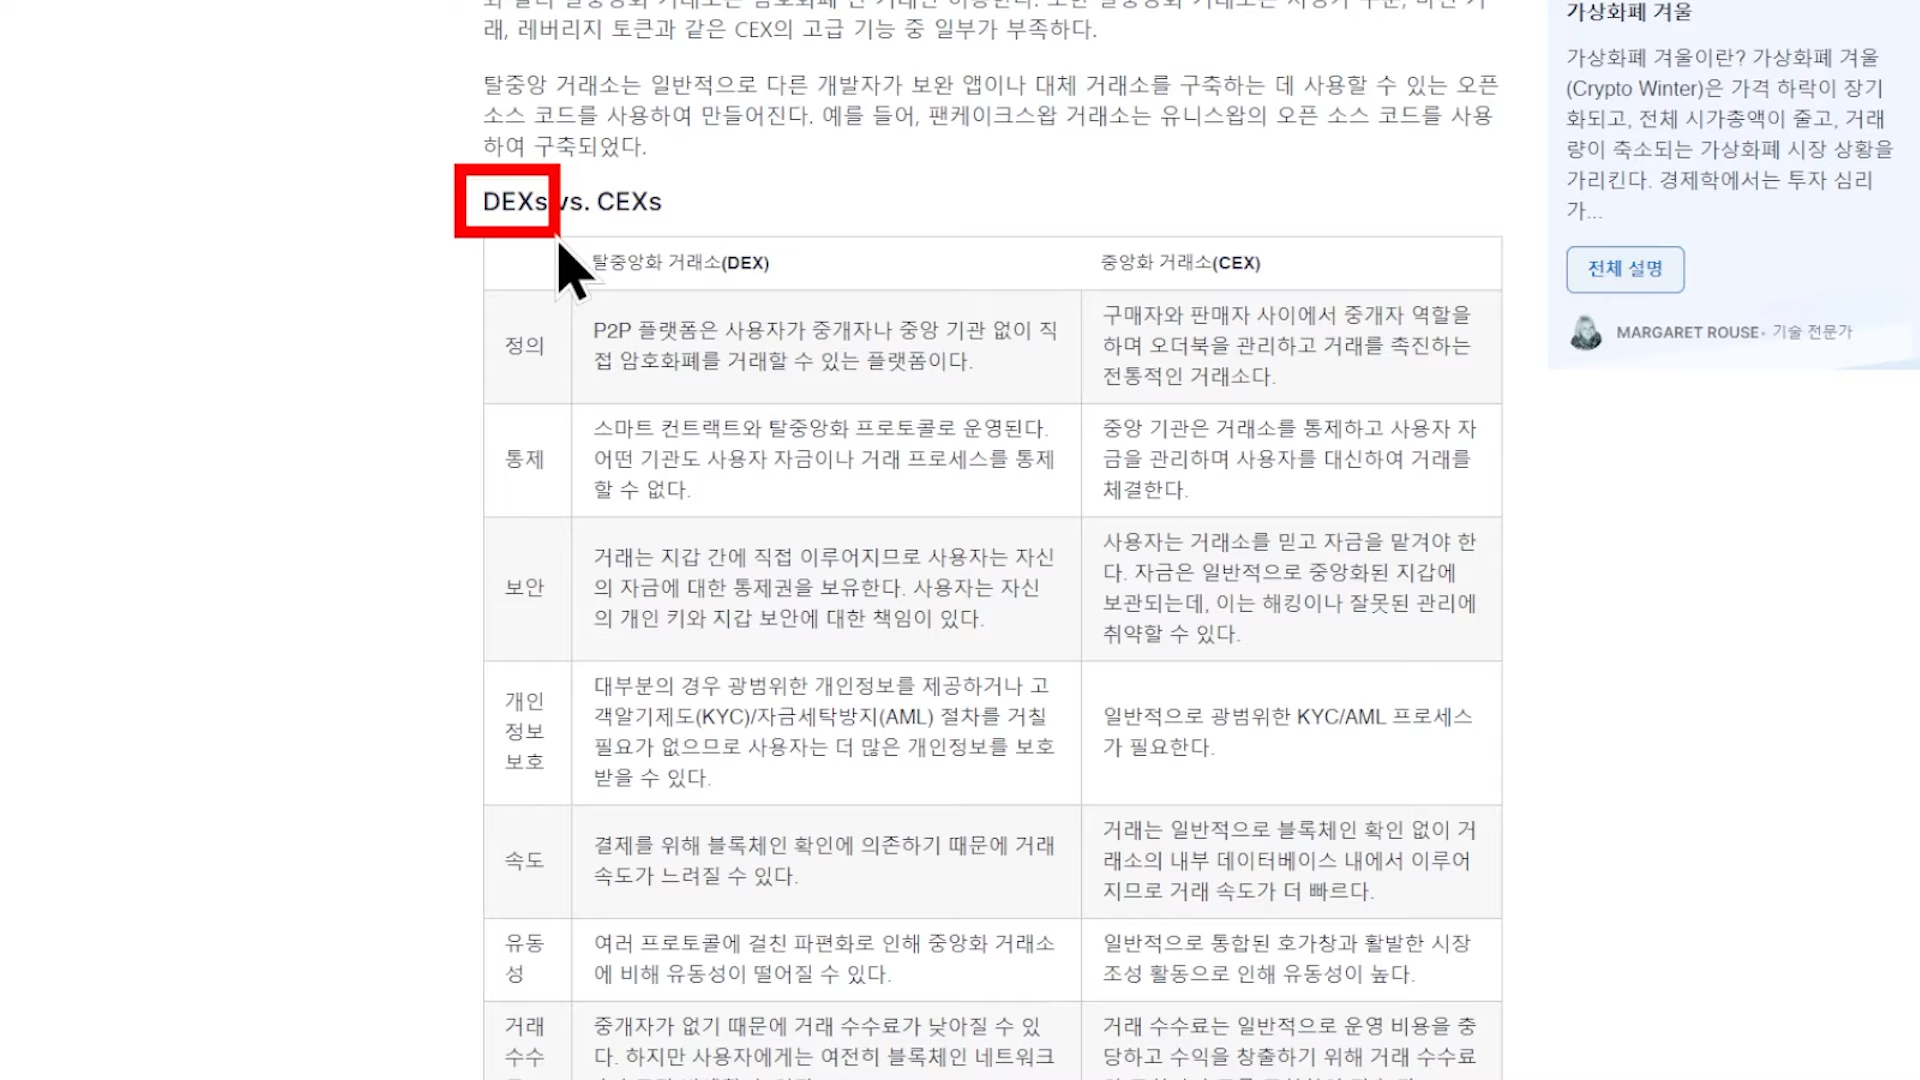 래, 레버리지 토큰과 같은 CEX의 고급 기능 중 일부가 부족하다.
탈중앙 거래소는 일반적으로 다른 개발자가 보완 앱이나 대체 거래소를 구축하는 데 사용할 수 있는 오픈
소스 코드를 사용하여 만들어진다. 예를 들어, 팬케이크스왑 거래소는 유니스왑의 오픈 소스 코드를 사용
하여 구축되었다.
DEXs vs. CEXs
탈중앙화 거래소(DEX)
중앙화 거래소(CEX)
정의
P2P 플랫폼은 사용자가 중개자나 중앙 기관 없이 직
접 암호화폐를 거래할 수 있는 플랫폼이다.
구매자와 판매자 사이에서 중개자 역할을
하며 오더북을 관리하고 거래를 촉진하는
전통적인 거래소다.
통제
스마트 컨트랙트와 탈중앙화 프로토콜로 운영된다.
어떤 기관도 사용자 자금이나 거래 프로세스를 통제
할 수 없다.
중앙 기관은 거래소를 통제하고 사용자 자
금을 관리하며 사용자를 대신하여 거래를
체결한다.
보안
거래는 지갑 간에 직접 이루어지므로 사용자는 자신
의 자금에 대한 통제권을 보유한다. 사용자는 자신
의 개인 키와 지갑 보안에 대한 책임이 있다.
사용자는 거래소를 믿고 자금을 맡겨야 한
다. 자금은 일반적으로 중앙화된 지갑에
보관되는데, 이는 해킹이나 잘못된 관리에
취약할 수 있다.
개인
정보
보호
대부분의 경우 광범위한 개인정보를 제공하거나 고
객알기제도(KYC)/자금세탁방지(AML) 절차를 거칠
필요가 없으므로 사용자는 더 많은 개인정보를 보호
받을 수 있다.
일반적으로 광범위한 KYC/AML 프로세스
가 필요한다.
속도
결제를 위해 블록체인 확인에 의존하기 때문에 거래
속도가 느려질 수 있다.
거래는 일반적으로 블록체인 확인 없이 거
래소의 내부 데이터베이스 내에서 이루어
지므로 거래 속도가 더 빠르다.
유동
성
여러 프로토콜에 걸친 파편화로 인해 중앙화 거래소
에 비해 유동성이 떨어질 수 있다.
일반적으로 통합된 호가창과 활발한 시장
조성 활동으로 인해 유동성이 높다.
거래
수수
중개자가 없기 때문에 거래 수수료가 낮아질 수 있
다. 하지만 사용자에게는 여전히 블록체인 네트워크
거래 수수료는 일반적으로 운영 비용을 충
당하고 수익을 창출하기 위해 거래 수수료
가상화폐 겨울
가상화폐 겨울이란? 가상화폐 겨울
(Crypto Winter)은 가격 하락이 장기
화되고, 전체 시가총액이 줄고, 거래
량이 축소되는 가상화폐 시장 상황을
가리킨다. 경제학에서는 투자 심리
가...
전체 설명
MARGARET ROUSE• 기술 전문가